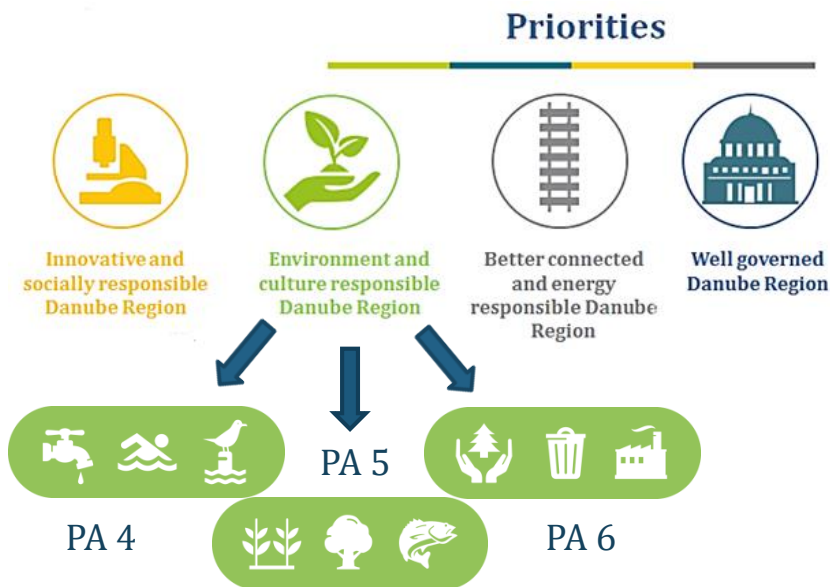 Priorities
Innovative and
socially responsible
Danube Region
Environment and
culture responsible
Danube Region
Better connected
and energy
responsible Danube
Region
Well governed
Danube Region
PA 5
PA 4
PA 6